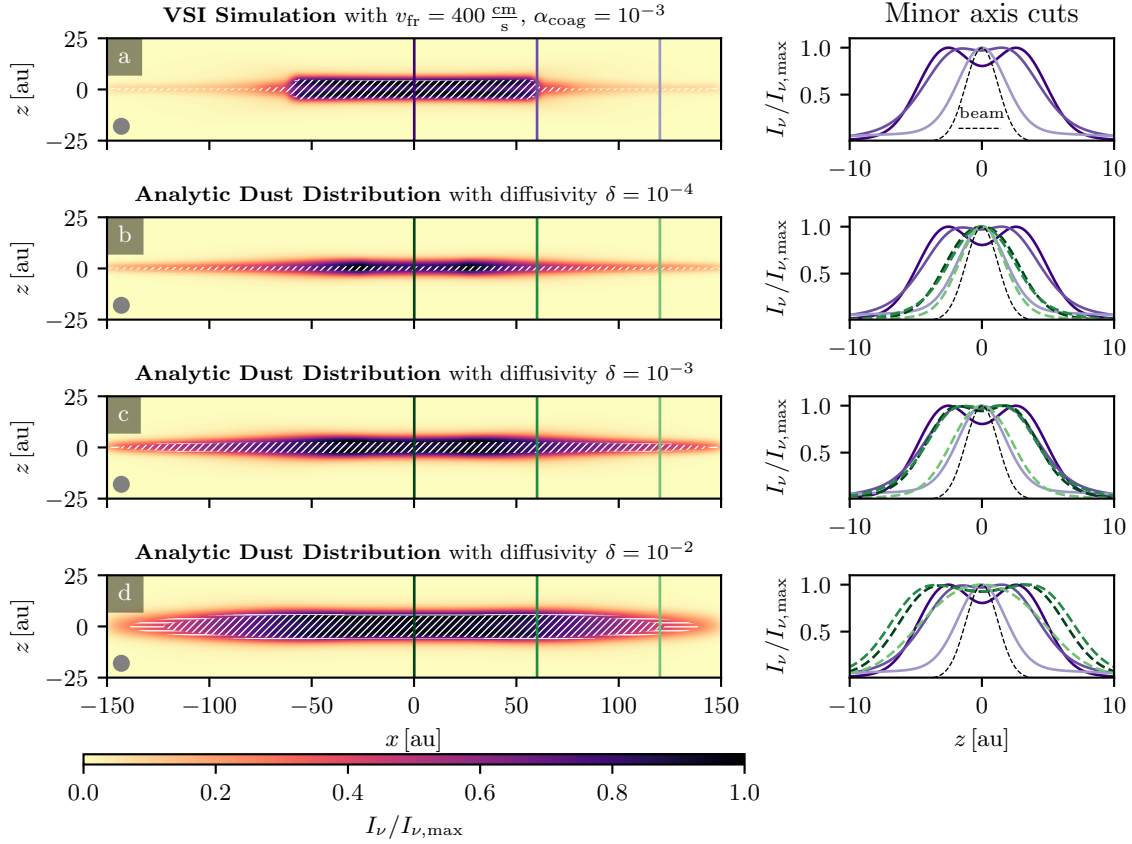 VSI Simulation with v_fr = 400 cm/s, α_coag = 10⁻³
Minor axis cuts
25
0
−25
z [au]
a
I_ν/I_ν,max
1.0
0.5
beam
−10
0
10
Analytic Dust Distribution with diffusivity δ = 10⁻⁴
25
0
−25
z [au]
b
I_ν/I_ν,max
1.0
0.5
−10
0
10
Analytic Dust Distribution with diffusivity δ = 10⁻³
25
0
−25
z [au]
c
I_ν/I_ν,max
1.0
0.5
−10
0
10
Analytic Dust Distribution with diffusivity δ = 10⁻²
25
0
−25
z [au]
d
−150
−100
−50
0
50
100
150
x [au]
I_ν/I_ν,max
1.0
0.5
−10
0
10
z [au]
0.0
0.2
0.4
0.6
0.8
1.0
I_ν/I_ν,max